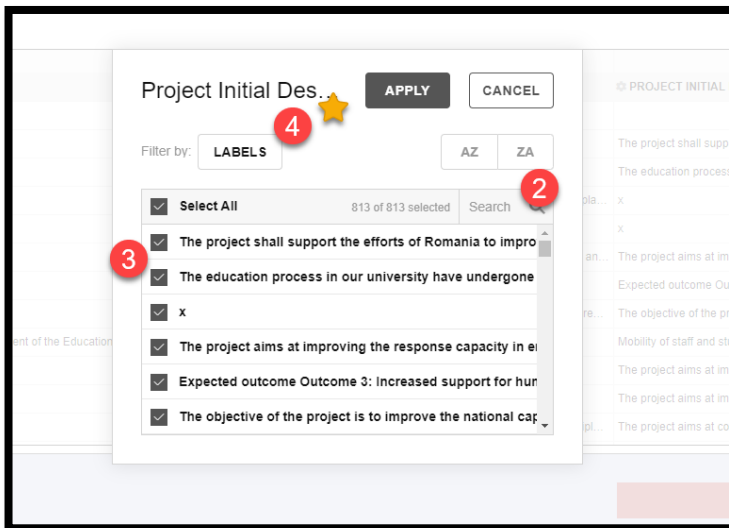 Project Initial Des...
APPLY
CANCEL
PROJECT INITIAL
4
Filter by:
LABELS
AZ
ZA
The project shall supp
2
The education process
Select All
813 of 813 selected
Search
pla...
x
x
3
The project shall support the efforts of Romania to impro
an...
The project aims at im
The education process in our university have undergone
Expected outcome Ou
x
re...
The objective of the pr
ent of the Education
The project aims at improving the response capacity in e
Mobility of staff and st
The project aims at im
Expected outcome Outcome 3: Increased support for hun
The project aims at im
The objective of the project is to improve the national cap
pl...
The project aims at co